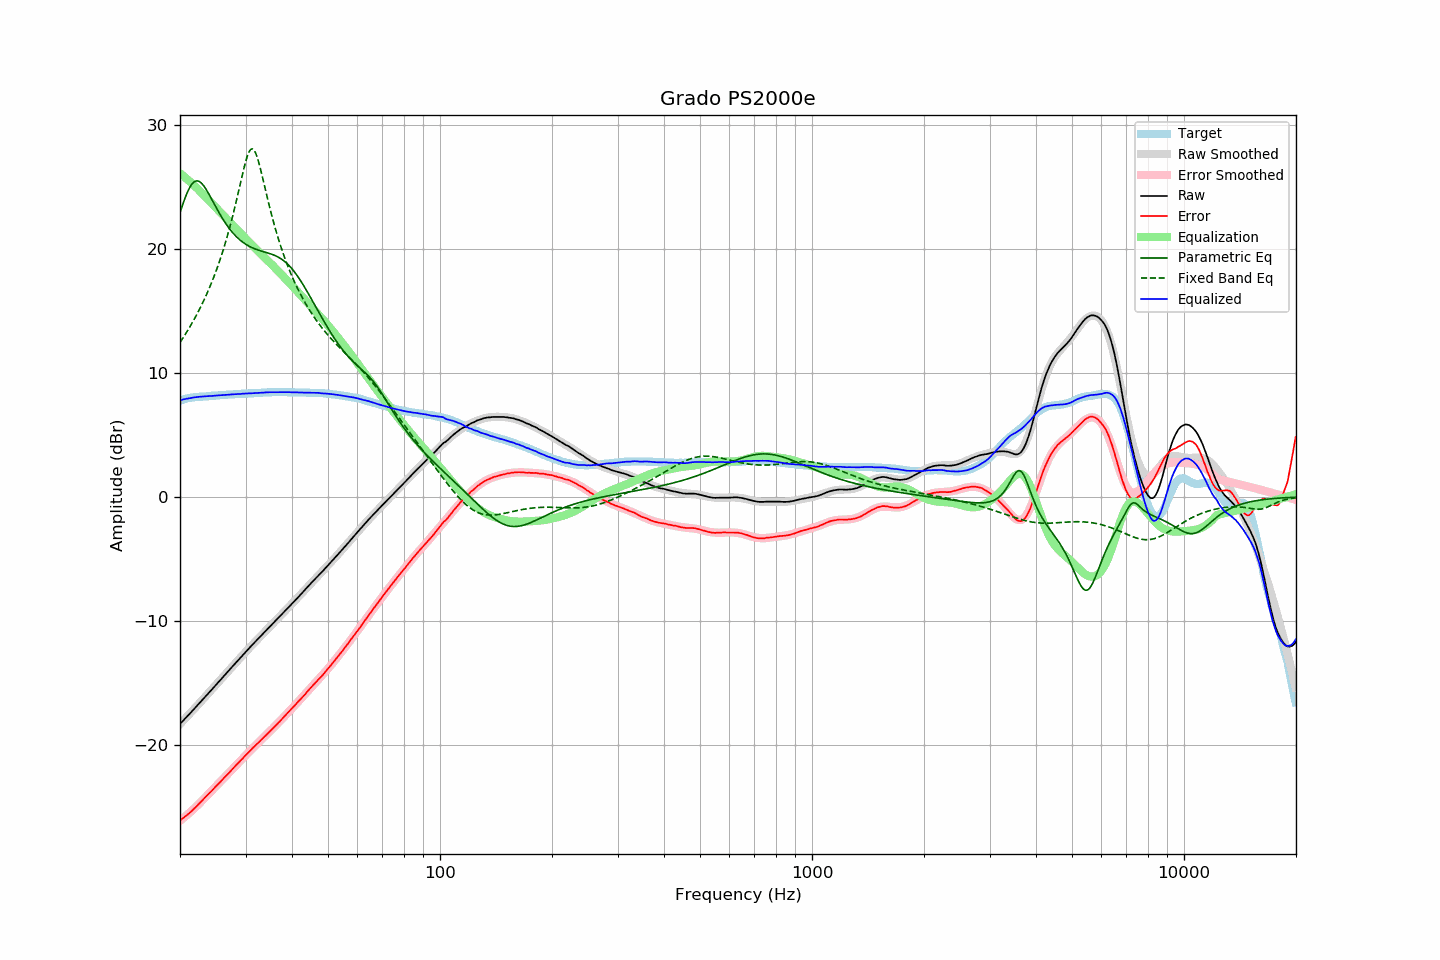 Grado PS2000e
30
20
10
0
−10
−20
Amplitude (dBr)
100
1000
10000
Frequency (Hz)
Target
Raw Smoothed
Error Smoothed
Raw
Error
Equalization
Parametric Eq
Fixed Band Eq
Equalized